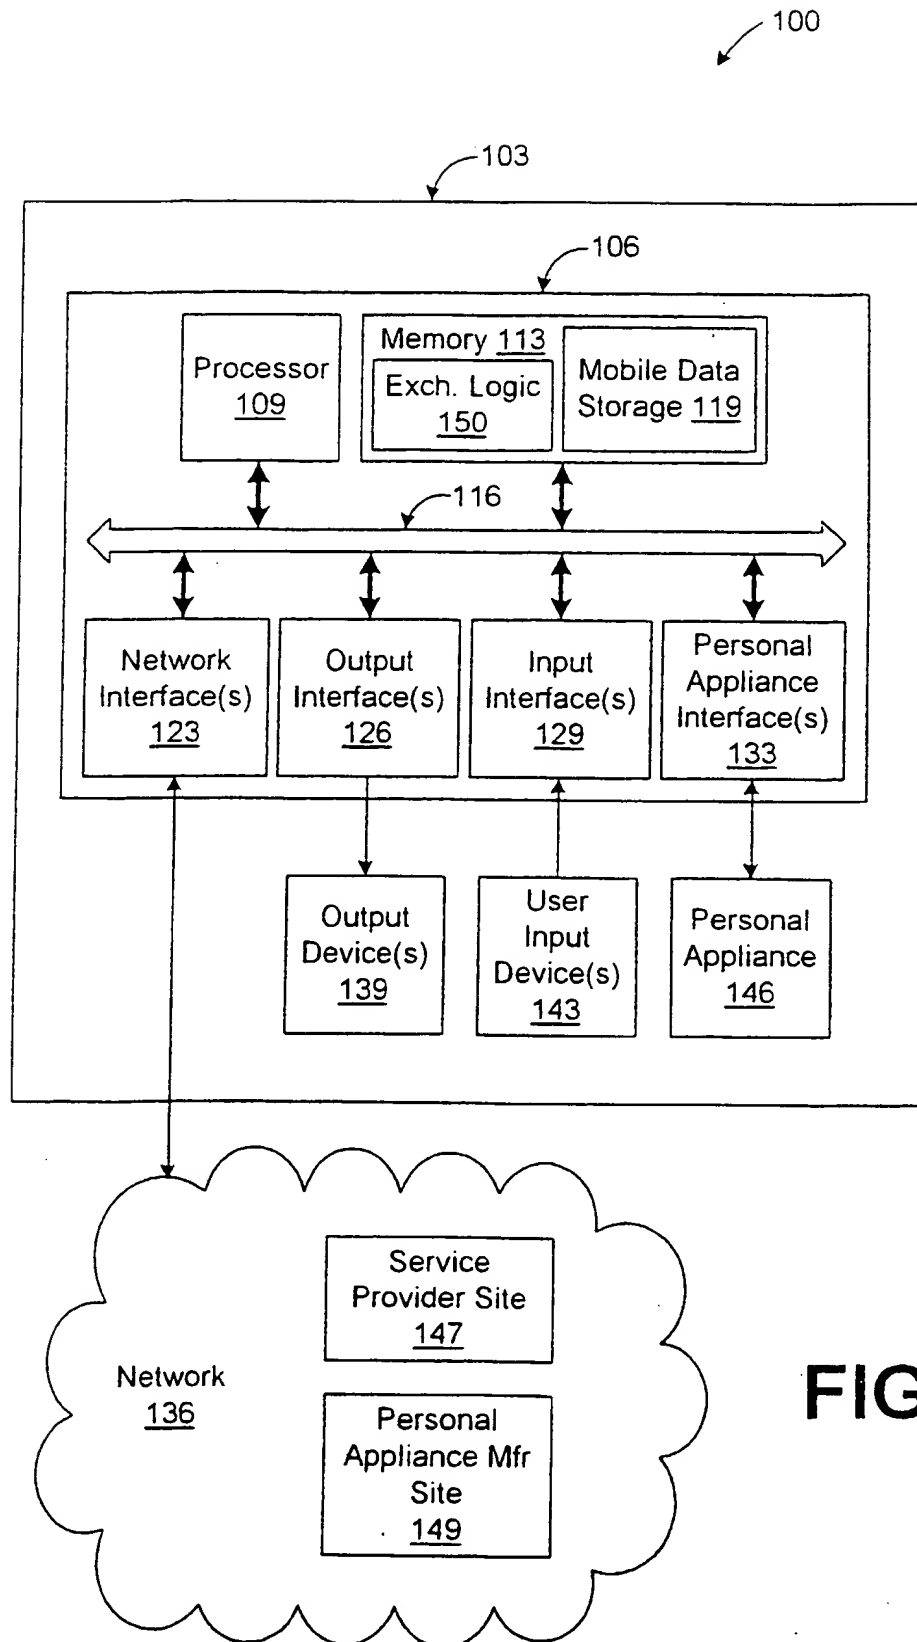 100
103
106
Processor
109
Memory 113
Exch. Logic
150
Mobile Data
Storage 119
116
Network
Interface(s)
123
Output
Interface(s)
126
Input
Interface(s)
129
Personal
Appliance
Interface(s)
133
Output
Device(s)
139
User
Input
Device(s)
143
Personal
Appliance
146
Service
Provider Site
147
Network
136
Personal
Appliance Mfr
Site
149
FIG